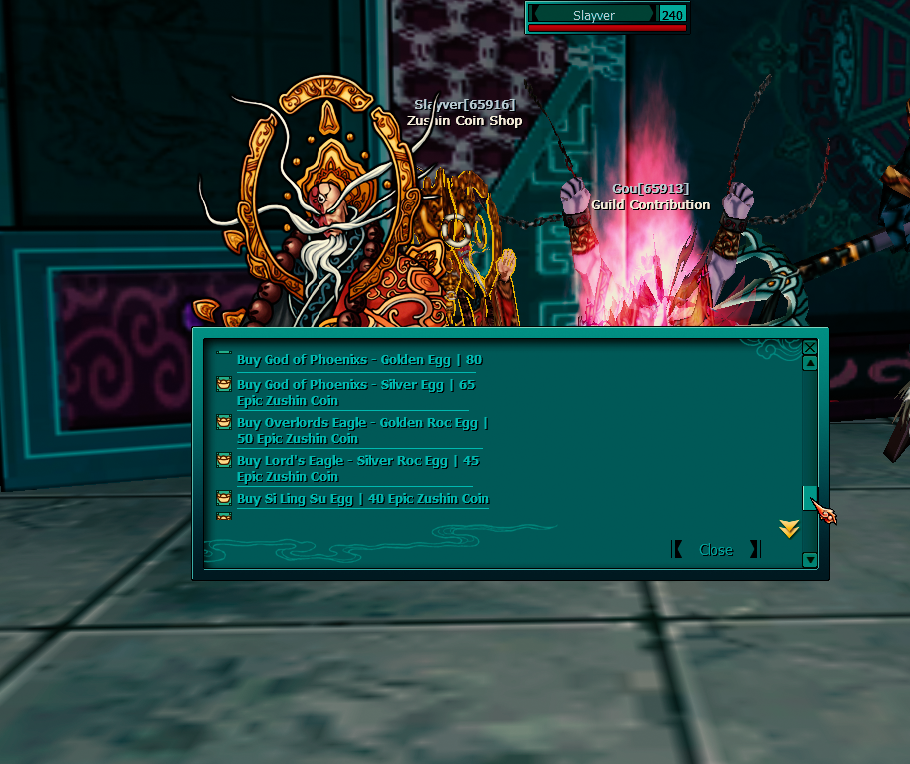 Slayver 240
Slayver[65916]
Zushin Coin Shop
Gou[65913]
Guild Contribution
Buy God of Phoenixs - Golden Egg | 80
Buy God of Phoenixs - Silver Egg | 65
Epic Zushin Coin
Buy Overlords Eagle - Golden Roc Egg |
50 Epic Zushin Coin
Buy Lord's Eagle - Silver Roc Egg | 45
Epic Zushin Coin
Buy Si Ling Su Egg | 40 Epic Zushin Coin
Close